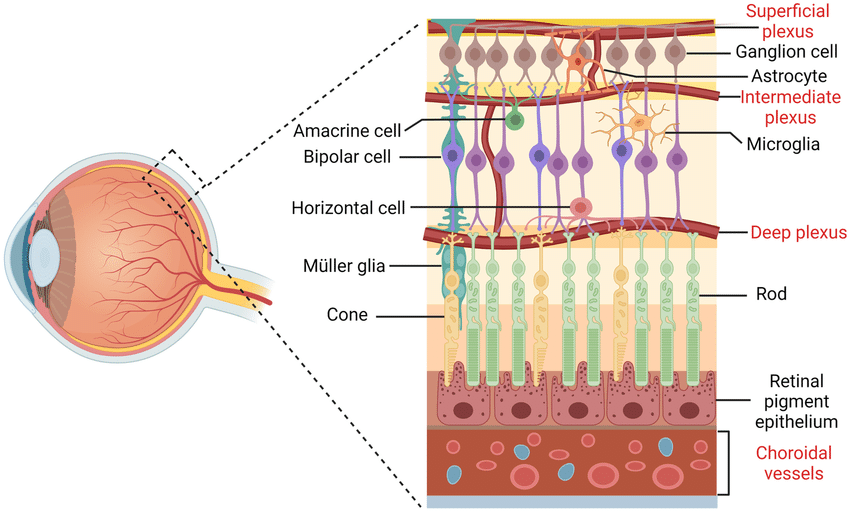 Superficial
plexus
Ganglion cell
Astrocyte
Intermediate
plexus
Amacrine cell
Microglia
Bipolar cell
Horizontal cell
Deep plexus
Müller glia
Rod
Cone
Retinal
pigment
epithelium
Choroidal
vessels